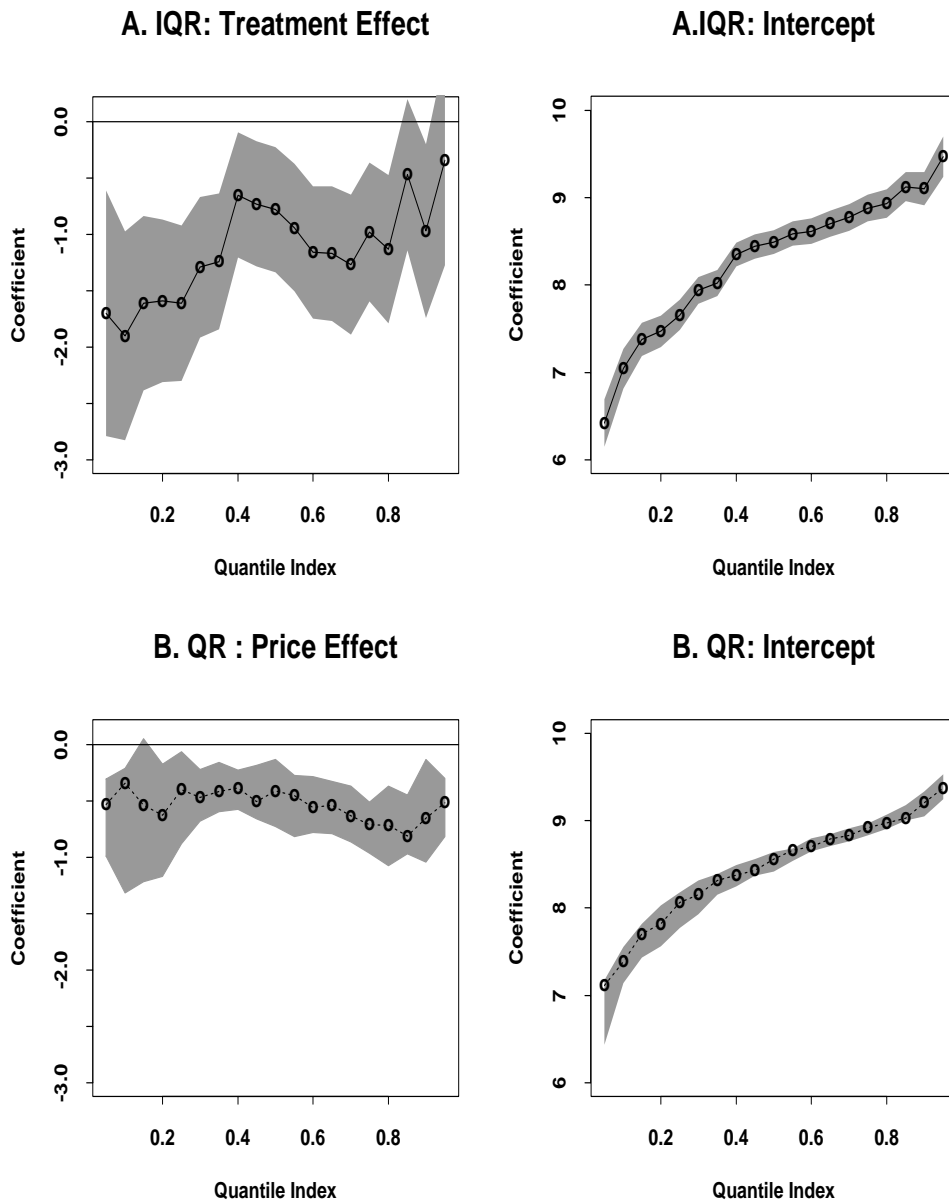 A. IQR: Treatment Effect
Coefficient
0.0
-1.0
-2.0
-3.0
0.2 0.4 0.6 0.8
Quantile Index
A.IQR: Intercept
Coefficient
10
9
8
7
6
0.2 0.4 0.6 0.8
Quantile Index
B. QR : Price Effect
Coefficient
0.0
-1.0
-2.0
-3.0
0.2 0.4 0.6 0.8
Quantile Index
B. QR: Intercept
Coefficient
10
9
8
7
6
0.2 0.4 0.6 0.8
Quantile Index